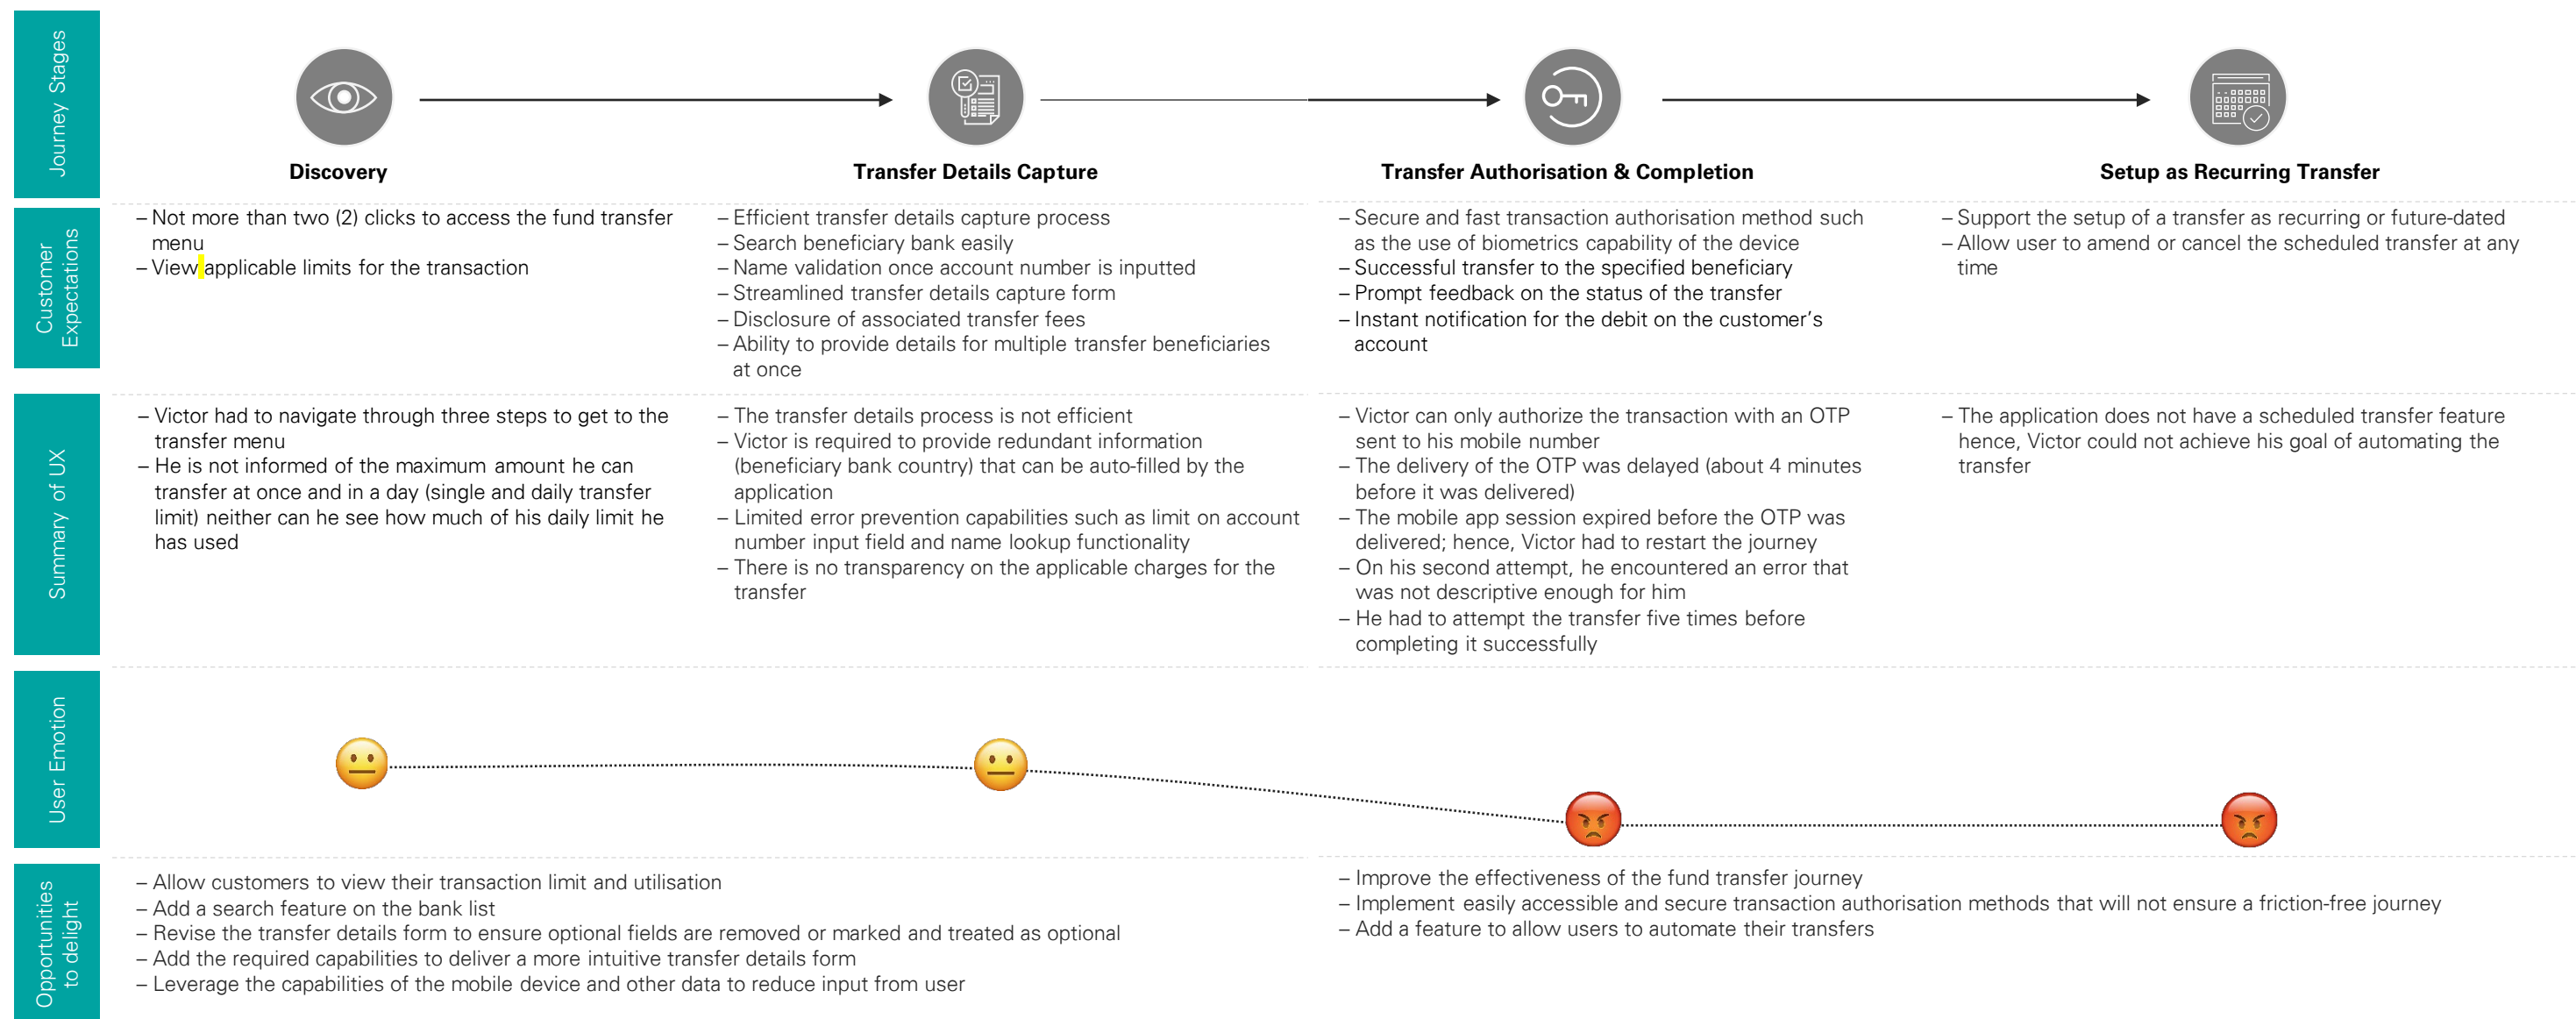 Journey Stages
Discovery
Transfer Details Capture
Transfer Authorisation & Completion
Setup as Recurring Transfer
Customer
Expectations
– Not more than two (2) clicks to access the fund transfer
menu
– View applicable limits for the transaction
– Efficient transfer details capture process
– Search beneficiary bank easily
– Name validation once account number is inputted
– Streamlined transfer details capture form
– Disclosure of associated transfer fees
– Ability to provide details for multiple transfer beneficiaries
at once
– Secure and fast transaction authorisation method such
as the use of biometrics capability of the device
– Successful transfer to the specified beneficiary
– Prompt feedback on the status of the transfer
– Instant notification for the debit on the customer's
account
– Support the setup of a transfer as recurring or future-dated
– Allow user to amend or cancel the scheduled transfer at any
time
Summary of UX
– Victor had to navigate through three steps to get to the
transfer menu
– He is not informed of the maximum amount he can
transfer at once and in a day (single and daily transfer
limit) neither can he see how much of his daily limit he
has used
– The transfer details process is not efficient
– Victor is required to provide redundant information
(beneficiary bank country) that can be auto-filled by the
application
– Limited error prevention capabilities such as limit on account
number input field and name lookup functionality
– There is no transparency on the applicable charges for the
transfer
– Victor can only authorize the transaction with an OTP
sent to his mobile number
– The delivery of the OTP was delayed (about 4 minutes
before it was delivered)
– The mobile app session expired before the OTP was
delivered; hence, Victor had to restart the journey
– On his second attempt, he encountered an error that
was not descriptive enough for him
– He had to attempt the transfer five times before
completing it successfully
– The application does not have a scheduled transfer feature
hence, Victor could not achieve his goal of automating the
transfer
User Emotion
Opportunities
to delight
– Allow customers to view their transaction limit and utilisation
– Add a search feature on the bank list
– Revise the transfer details form to ensure optional fields are removed or marked and treated as optional
– Add the required capabilities to deliver a more intuitive transfer details form
– Leverage the capabilities of the mobile device and other data to reduce input from user
– Improve the effectiveness of the fund transfer journey
– Implement easily accessible and secure transaction authorisation methods that will not ensure a friction-free journey
– Add a feature to allow users to automate their transfers